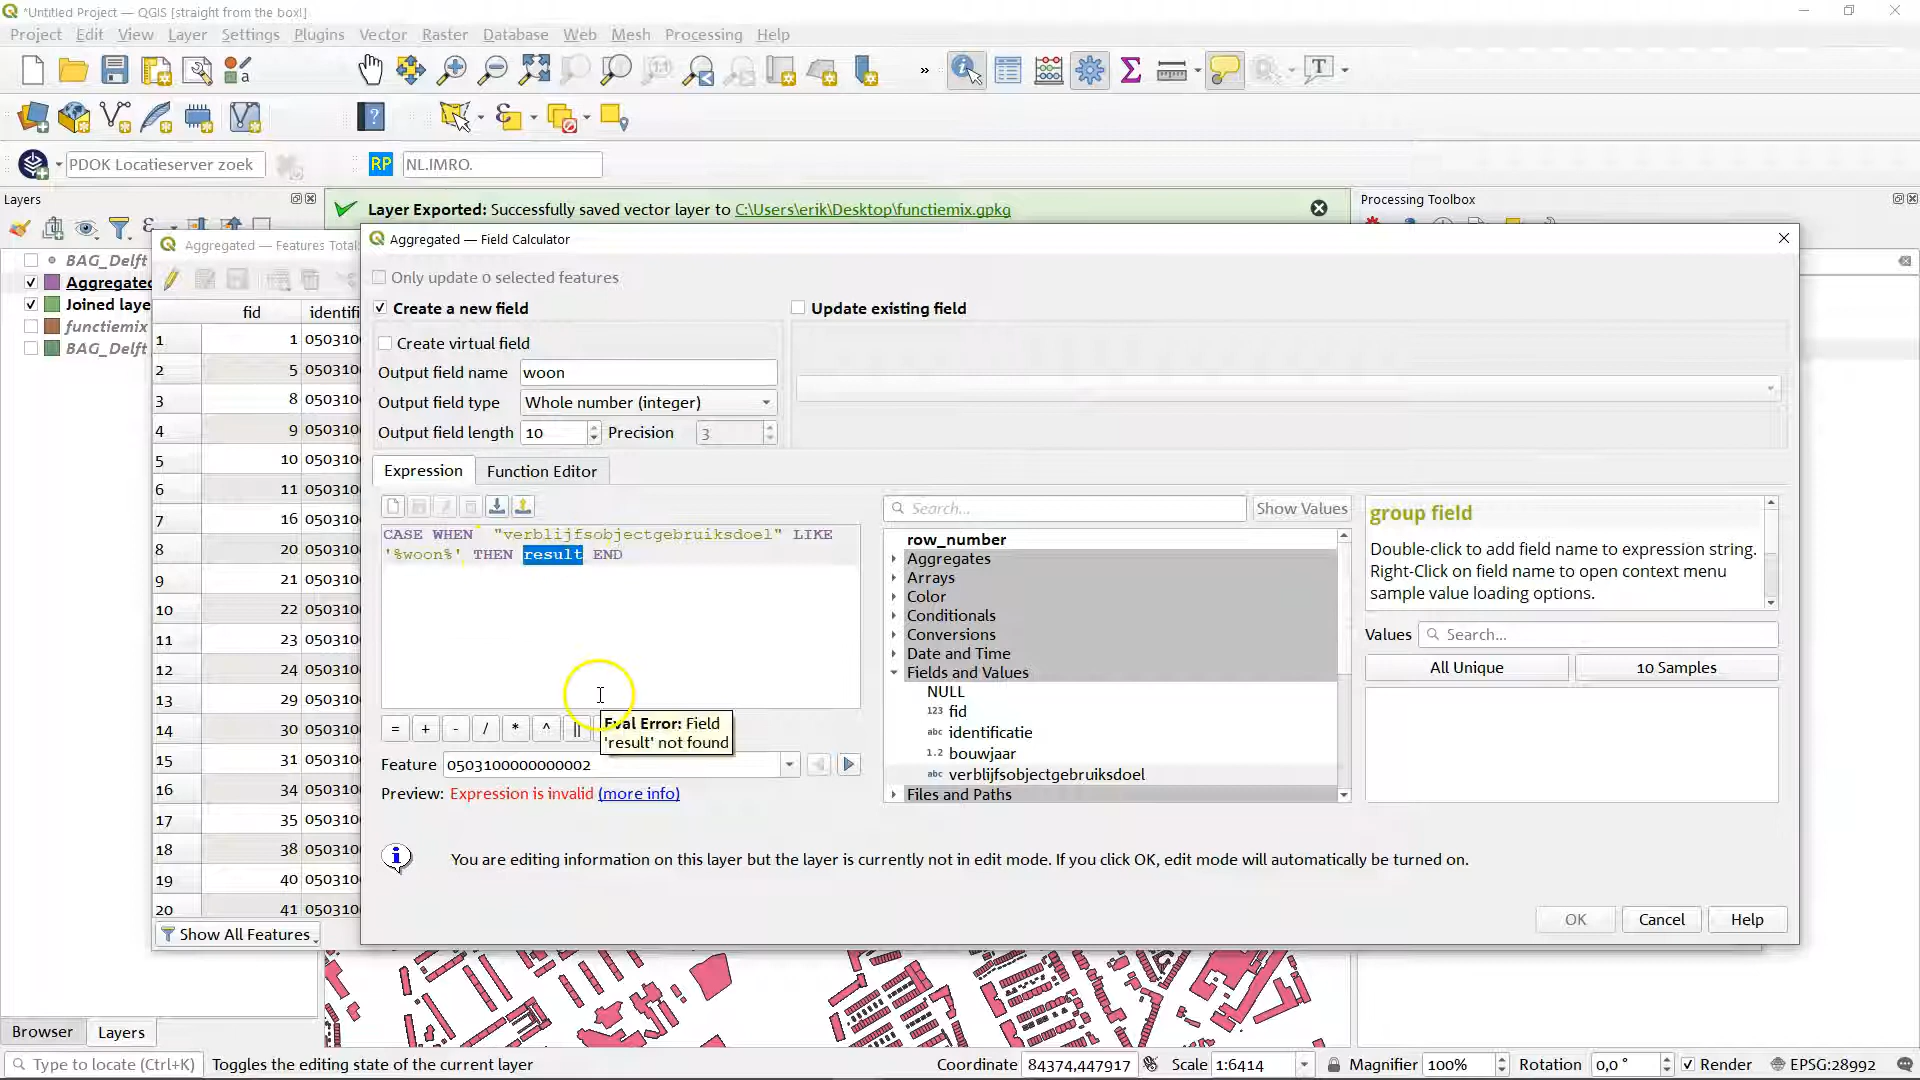 *Untitled Project — QGIS [straight from the box!]
Project Edit View Layer Settings Plugins Vector Raster Database Web Mesh Processing Help
PDOK Locatieserver zoek
RP NL.IMRO.
Layers
Layer Exported: Successfully saved vector layer to C:\Users\erik\Desktop\functiemix.gpkg
Processing Toolbox
BAG_Delft
Aggregated
Joined laye
functiemix
BAG_Delft
Aggregated — Features Total
fid identifi
1 1 050310
2 5 050310
3 8 050310
4 9 050310
5 10 050310
6 11 050310
7 16 050310
8 20 050310
9 21 050310
10 22 050310
11 23 050310
12 24 050310
13 29 050310
14 30 050310
15 31 050310
16 34 050310
17 35 050310
18 38 050310
19 40 050310
20 41 050310
Show All Features
Aggregated — Field Calculator
Only update 0 selected features
Create a new field
Update existing field
Create virtual field
Output field name woon
Output field type Whole number (integer)
Output field length 10 Precision 3
Expression Function Editor
CASE WHEN "verblijfsobjectgebruiksdoel" LIKE
'%woon%' THEN result END
= + - / * ^ ||
Eval Error: Field
'result' not found
Feature 0503100000000002
Preview: Expression is invalid (more info)
Search... Show Values
row_number
Aggregates
Arrays
Color
Conditionals
Conversions
Date and Time
Fields and Values
NULL
123 fid
abc identificatie
1.2 bouwjaar
abc verblijfsobjectgebruiksdoel
Files and Paths
group field
Double-click to add field name to expression string.
Right-Click on field name to open context menu
sample value loading options.
Values Search...
All Unique 10 Samples
You are editing information on this layer but the layer is currently not in edit mode. If you click OK, edit mode will automatically be turned on.
OK Cancel Help
Browser Layers
Type to locate (Ctrl+K) Toggles the editing state of the current layer Coordinate 84374,447917 Scale 1:6414 Magnifier 100% Rotation 0,0 ° Render EPSG:28992